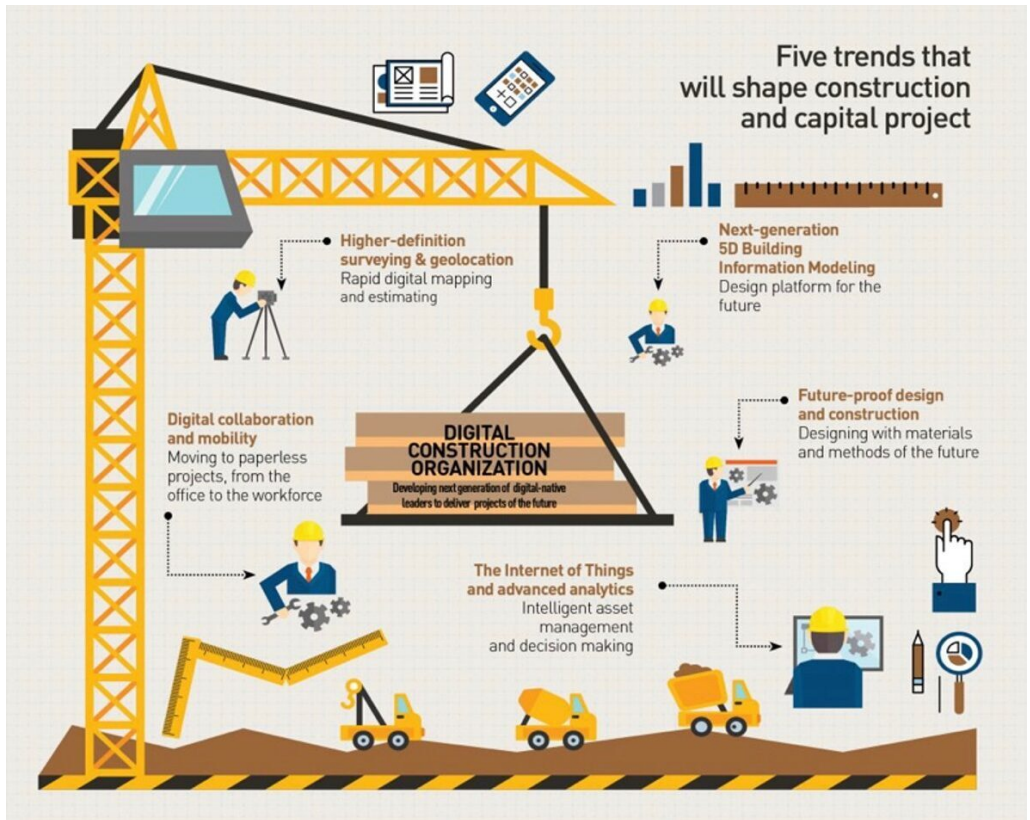 Five trends that
will shape construction
and capital project
Higher-definition
surveying & geolocation
Rapid digital mapping
and estimating
Next-generation
5D Building
Information Modeling
Design platform for the
future
Digital collaboration
and mobility
Moving to paperless
projects, from the
office to the workforce
DIGITAL
CONSTRUCTION
ORGANIZATION
Developing next generation of digital-native
leaders to deliver projects of the future
Future-proof design
and construction
Designing with materials
and methods of the future
The Internet of Things
and advanced analytics
Intelligent asset
management
and decision making